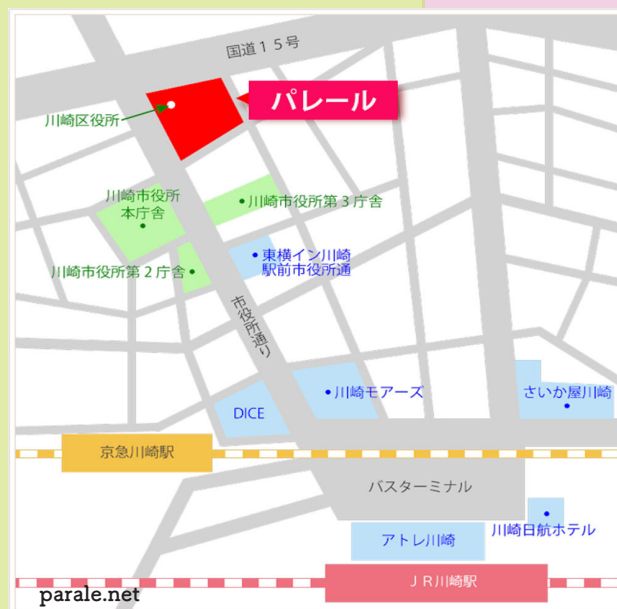 国道15号
パレール
川崎区役所
川崎市役所
本庁舎
川崎市役所第3庁舎
東横イン川崎
駅前市役所通
川崎市役所第2庁舎
市役所通り
川崎モアーズ
さいか屋川崎
DICE
京急川崎駅
バスターミナル
川崎日航ホテル
アトレ川崎
JR川崎駅
parale.net